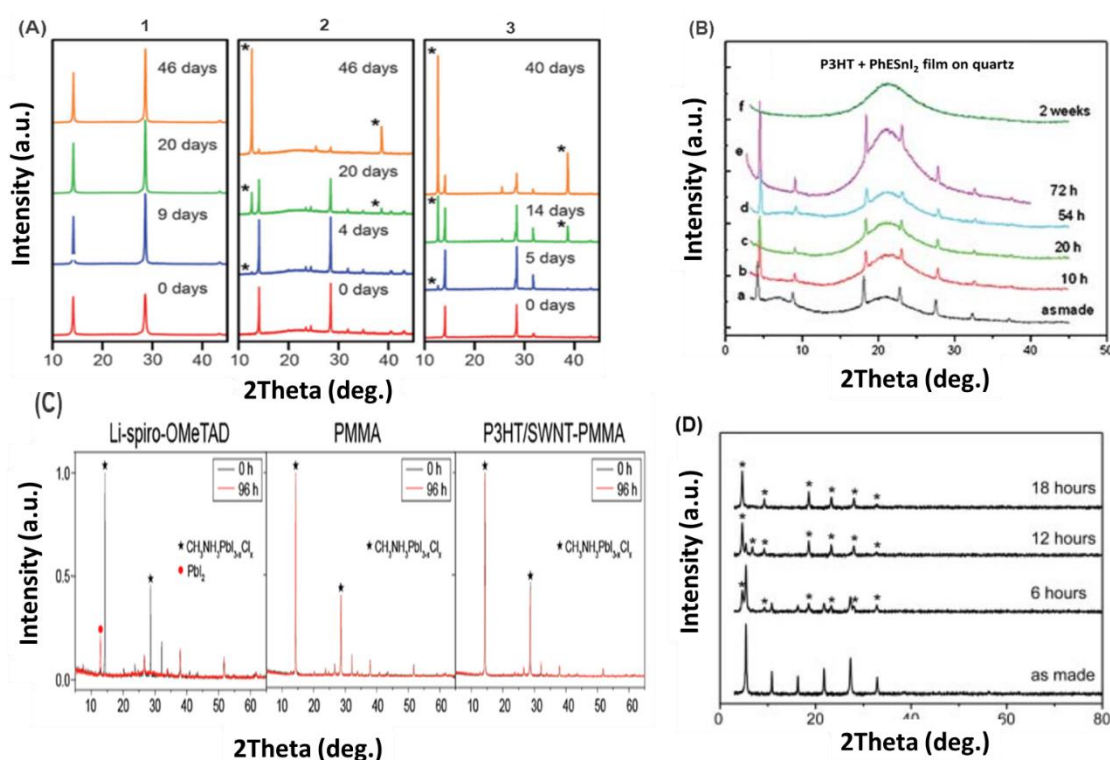 (A)
1
2
3
46 days
20 days
9 days
0 days
*
*
46 days
*
*
20 days
*
4 days
0 days
*
*
40 days
*
*
14 days
*
5 days
0 days
Intensity (a.u.)
10 20 30 40
10 20 30 40
10 20 30 40
2Theta (deg.)
(B)
P3HT + PhESnI₂ film on quartz
f
2 weeks
e
72 h
d
54 h
c
20 h
b
10 h
a
as made
Intensity (a.u.)
0 10 20 30 40 50
2Theta (deg.)
(C)
Li-spiro-OMeTAD
PMMA
P3HT/SWNT-PMMA
0 h
96 h
0 h
96 h
0 h
96 h
★ CH₃NH₃PbI₃₋ₓClₓ
PbI₂
★ CH₃NH₃PbI₃₋ₓClₓ
★ CH₃NH₃PbI₃₋ₓClₓ
1.0
0.5
0.0
Intensity (a.u.)
10 20 30 40 50 60
10 20 30 40 50 60
10 20 30 40 50 60
2Theta (deg.)
(D)
* * * * * *
18 hours
* * * * * * *
12 hours
* * * * * *
6 hours
as made
Intensity (a.u.)
0 20 40 60 80
2Theta (deg.)